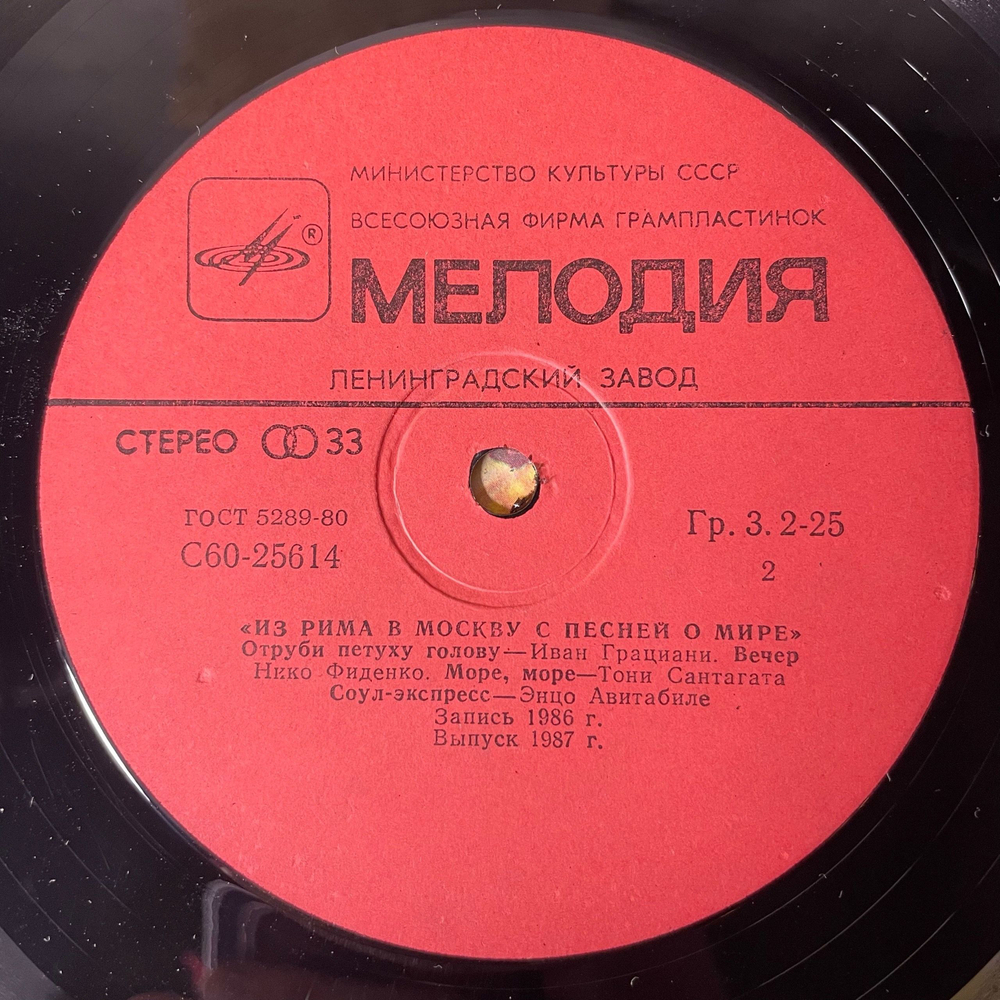 МИНИСТЕРСТВО КУЛЬТУРЫ СССР
ВСЕСОЮЗНАЯ ФИРМА ГРАМПЛАСТИНОК
®
МЕЛОДИЯ
ЛЕНИНГРАДСКИЙ ЗАВОД
СТЕРЕО 33
ГОСТ 5289-80
С60-25614
Гр. 3. 2-25
2
«ИЗ РИМА В МОСКВУ С ПЕСНЕЙ О МИРЕ»
Отруби петуху голову—Иван Грациани. Вечер
Нико Фиденко. Море, море—Тони Сантагата
Соул-экспресс—Энцо Авитабиле
Запись 1986 г.
Выпуск 1987 г.